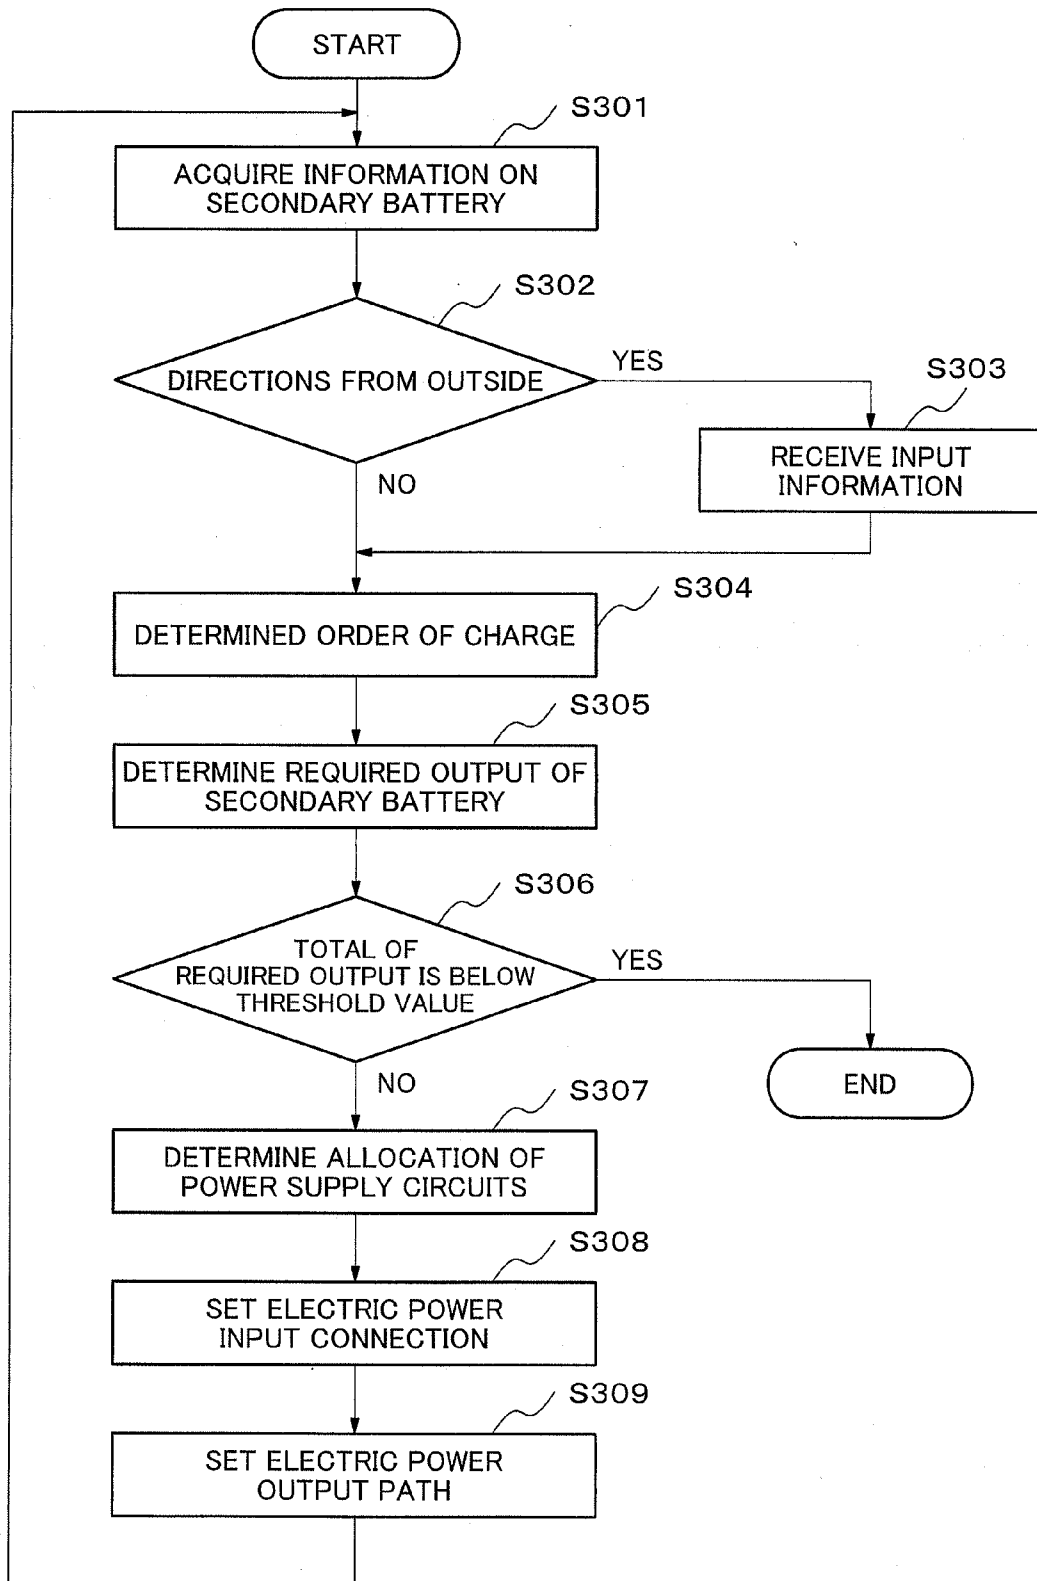 START
S301
ACQUIRE INFORMATION ON
SECONDARY BATTERY
S302
DIRECTIONS FROM OUTSIDE
YES
S303
RECEIVE INPUT
INFORMATION
NO
S304
DETERMINED ORDER OF CHARGE
S305
DETERMINE REQUIRED OUTPUT OF
SECONDARY BATTERY
S306
TOTAL OF
REQUIRED OUTPUT IS BELOW
THRESHOLD VALUE
YES
END
NO
S307
DETERMINE ALLOCATION OF
POWER SUPPLY CIRCUITS
S308
SET ELECTRIC POWER
INPUT CONNECTION
S309
SET ELECTRIC POWER
OUTPUT PATH